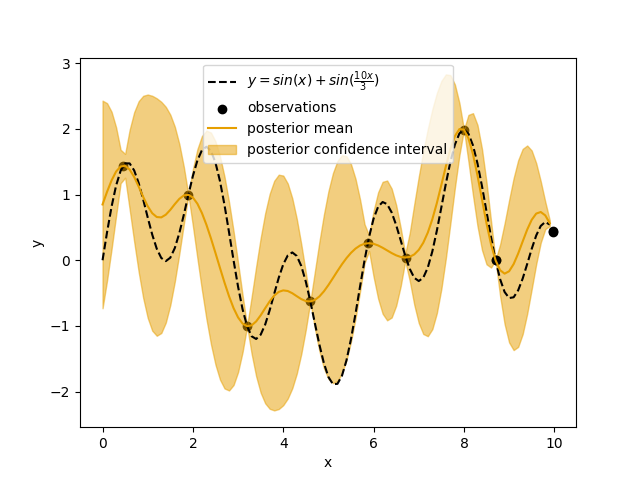 3
2
1
0
−1
−2
y
0
2
4
6
8
10
x
y = sin(x) + sin(10x/3)
observations
posterior mean
posterior confidence interval